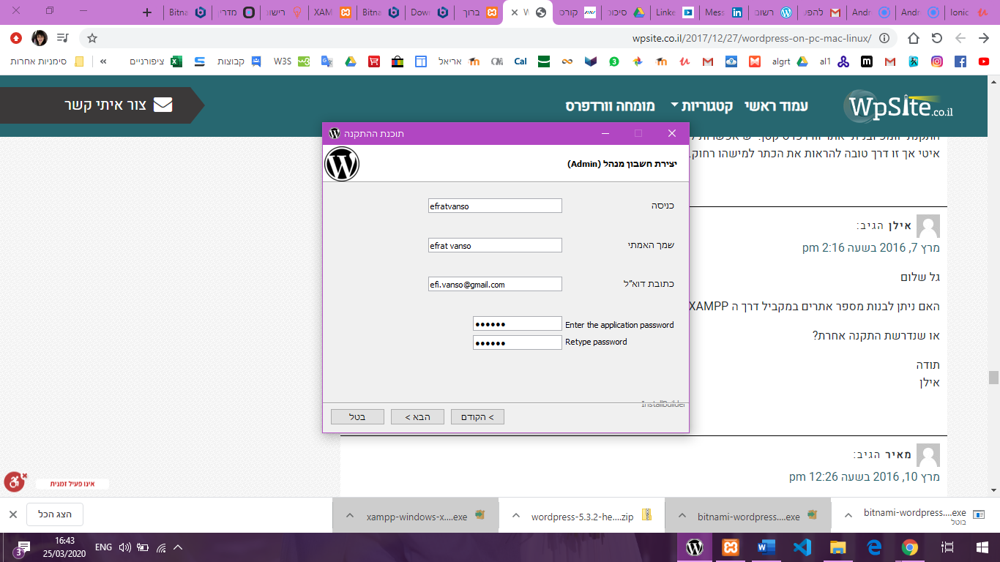 Bitna
מדרי
רישו
XAM
Bitna
Dow
ברוך
W
קורס
סיכו
Linke
Mess
רשומ
להפע
Andr
Andr
Ionic
wpsite.co.il/2017/12/27/wordpress-on-pc-mac-linux/
סימניות אחרות
»
ציפורניים
קבוצות
W3S
אריאל
Cal
3
algrt
al1
m
צור איתי קשר
עמוד ראשי
קטגוריות
מומחה וורדפרס
WpSite.co.il
איטי אך זו דרך טובה להראות את הכתר למישהו רחוק.
אילן הגיב:
מרץ 7, 2016 בשעה 2:16 pm
גל שלום
האם ניתן לבנות מספר אתרים במקביל דרך ה XAMPP
או שנדרשת התקנה אחרת?
תודה
אילן
מאיר הגיב:
מרץ 10, 2016 בשעה 12:26 pm
תוכנת ההתקנה
יצירת חשבון מנהל (Admin)
כניסה
efratvanso
שמך האמתי
efrat vanso
כתובת דוא"ל
efi.vanso@gmail.com
●●●●●● Enter the application password
●●●●●● Retype password
InstallBuilder
בטל
הבא >
< הקודם
אינו פעיל זמנית
הצג הכל
xampp-windows-x....exe
wordpress-5.3.2-he....zip
bitnami-wordpress....exe
bitnami-wordpress....exe
בוטל
3
16:43
25/03/2020
ENG